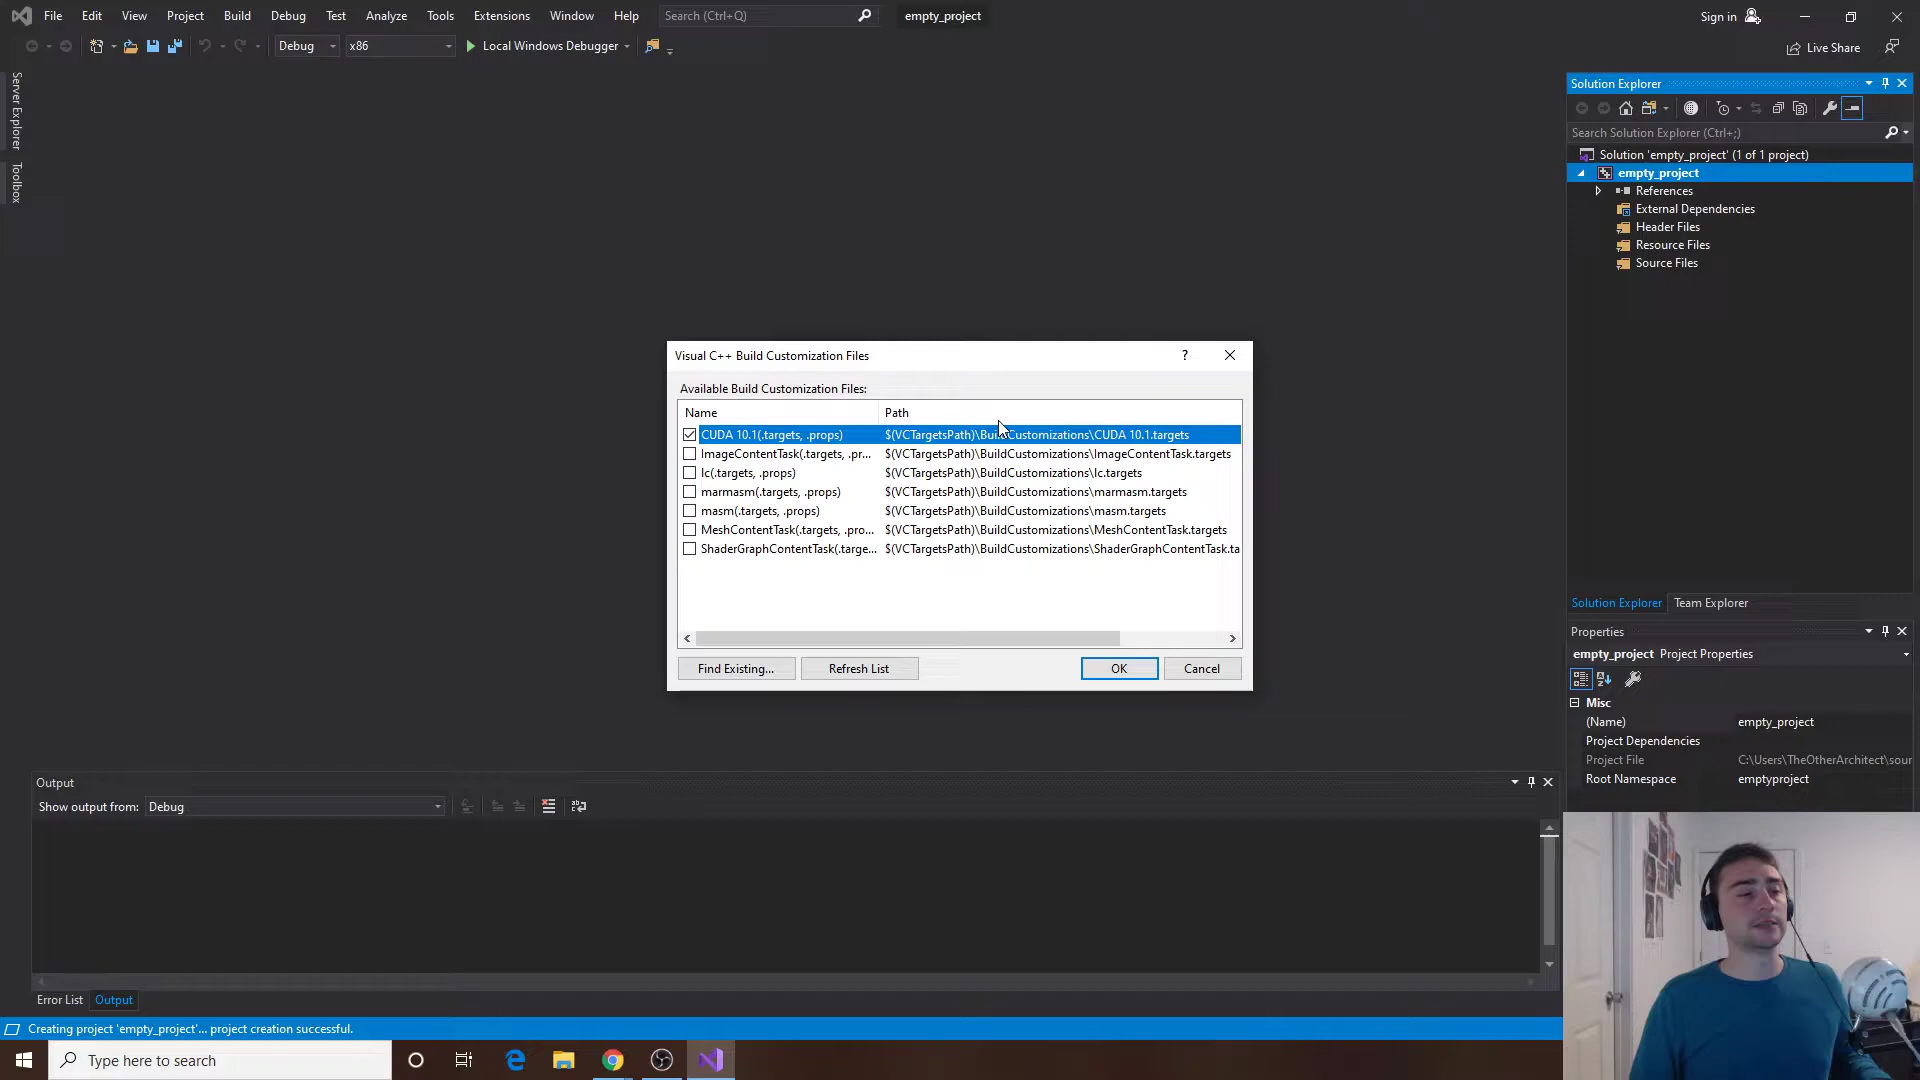 File Edit View Project Build Debug Test Analyze Tools Extensions Window Help Search (Ctrl+Q) empty_project Sign in
Debug x86 Local Windows Debugger Live Share
Server Explorer
Toolbox
Solution Explorer
Search Solution Explorer (Ctrl+;)
Solution 'empty_project' (1 of 1 project)
empty_project
References
External Dependencies
Header Files
Resource Files
Source Files
Visual C++ Build Customization Files ?
Available Build Customization Files:
Name Path
CUDA 10.1(.targets, .props) $(VCTargetsPath)\BuildCustomizations\CUDA 10.1.targets
ImageContentTask(.targets, .pr... $(VCTargetsPath)\BuildCustomizations\ImageContentTask.targets
lc(.targets, .props) $(VCTargetsPath)\BuildCustomizations\lc.targets
marmasm(.targets, .props) $(VCTargetsPath)\BuildCustomizations\marmasm.targets
masm(.targets, .props) $(VCTargetsPath)\BuildCustomizations\masm.targets
MeshContentTask(.targets, .pro... $(VCTargetsPath)\BuildCustomizations\MeshContentTask.targets
ShaderGraphContentTask(.targe... $(VCTargetsPath)\BuildCustomizations\ShaderGraphContentTask.ta
Find Existing... Refresh List OK Cancel
Solution Explorer Team Explorer
Properties
empty_project Project Properties
Misc
(Name) empty_project
Project Dependencies
Project File C:\Users\TheOtherArchitect\sour
Root Namespace emptyproject
Output
Show output from: Debug
Error List Output
Creating project 'empty_project'... project creation successful.
Type here to search